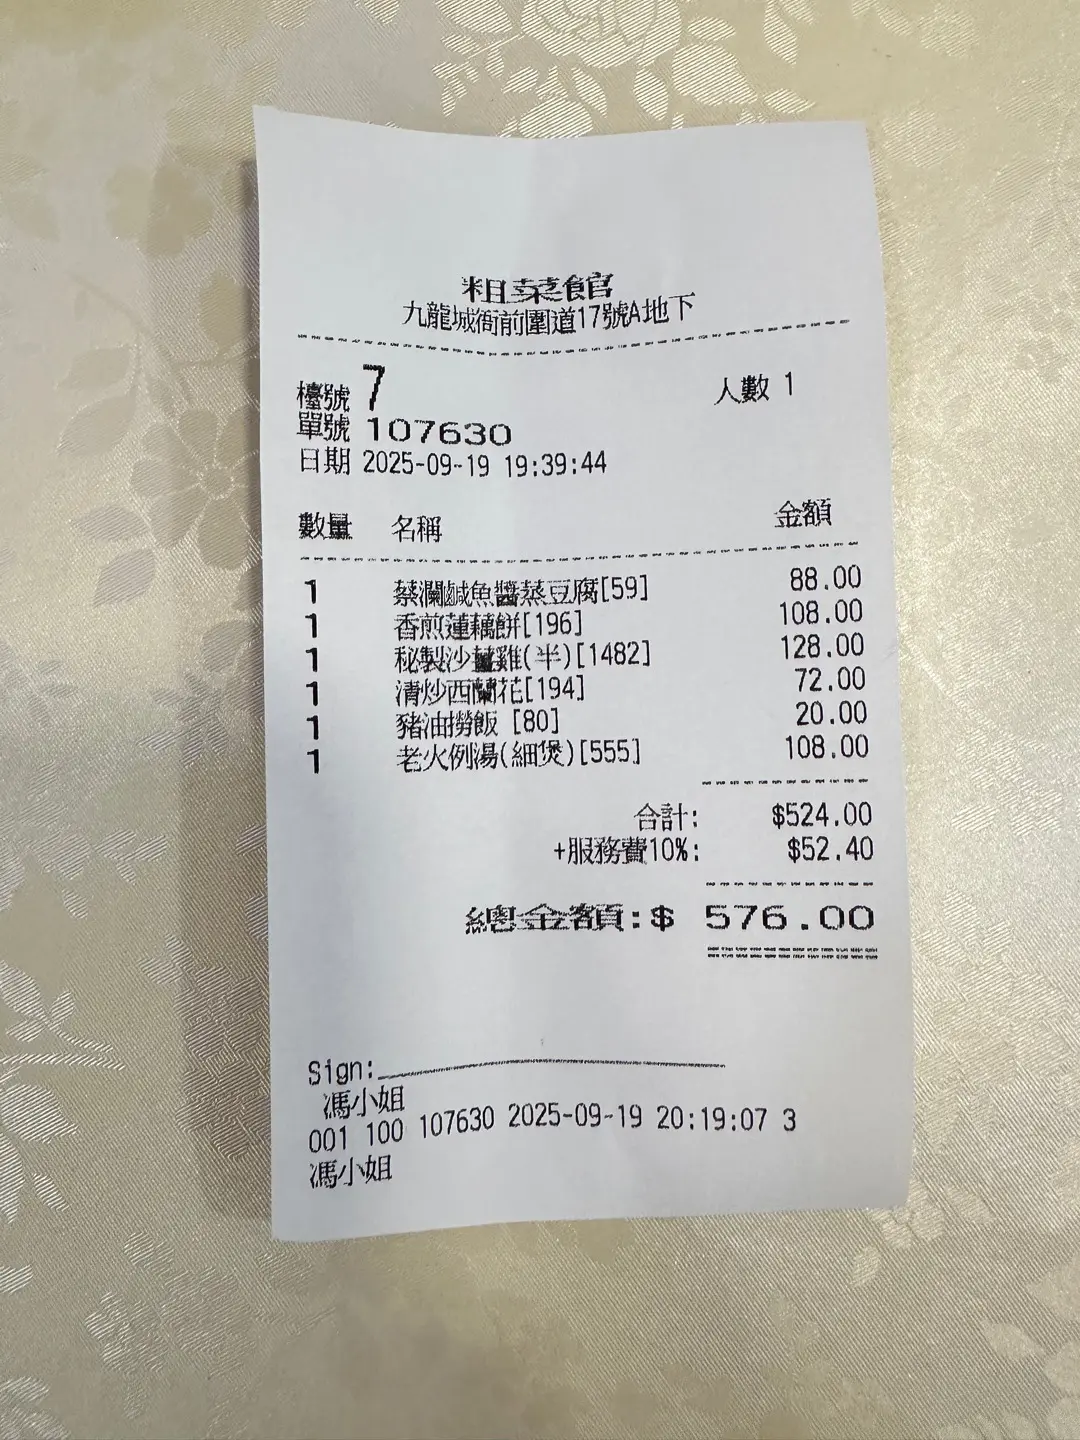 粗菜館
九龍城衙前圍道17號A地下
檯號 7 人數 1
單號 107630
日期 2025-09-19 19:39:44
數量 名稱 金額
1 蔡瀾鹹魚醬蒸豆腐[59] 88.00
1 香煎蓮藕餅[196] 108.00
1 秘製沙薑雞(半)[1482] 128.00
1 清炒西蘭花[194] 72.00
1 豬油撈飯 [80] 20.00
1 老火例湯(細煲)[555] 108.00
合計: $524.00
+服務費10%: $52.40
總金額:$ 576.00
Sign:
馮小姐
001 100 107630 2025-09-19 20:19:07 3
馮小姐